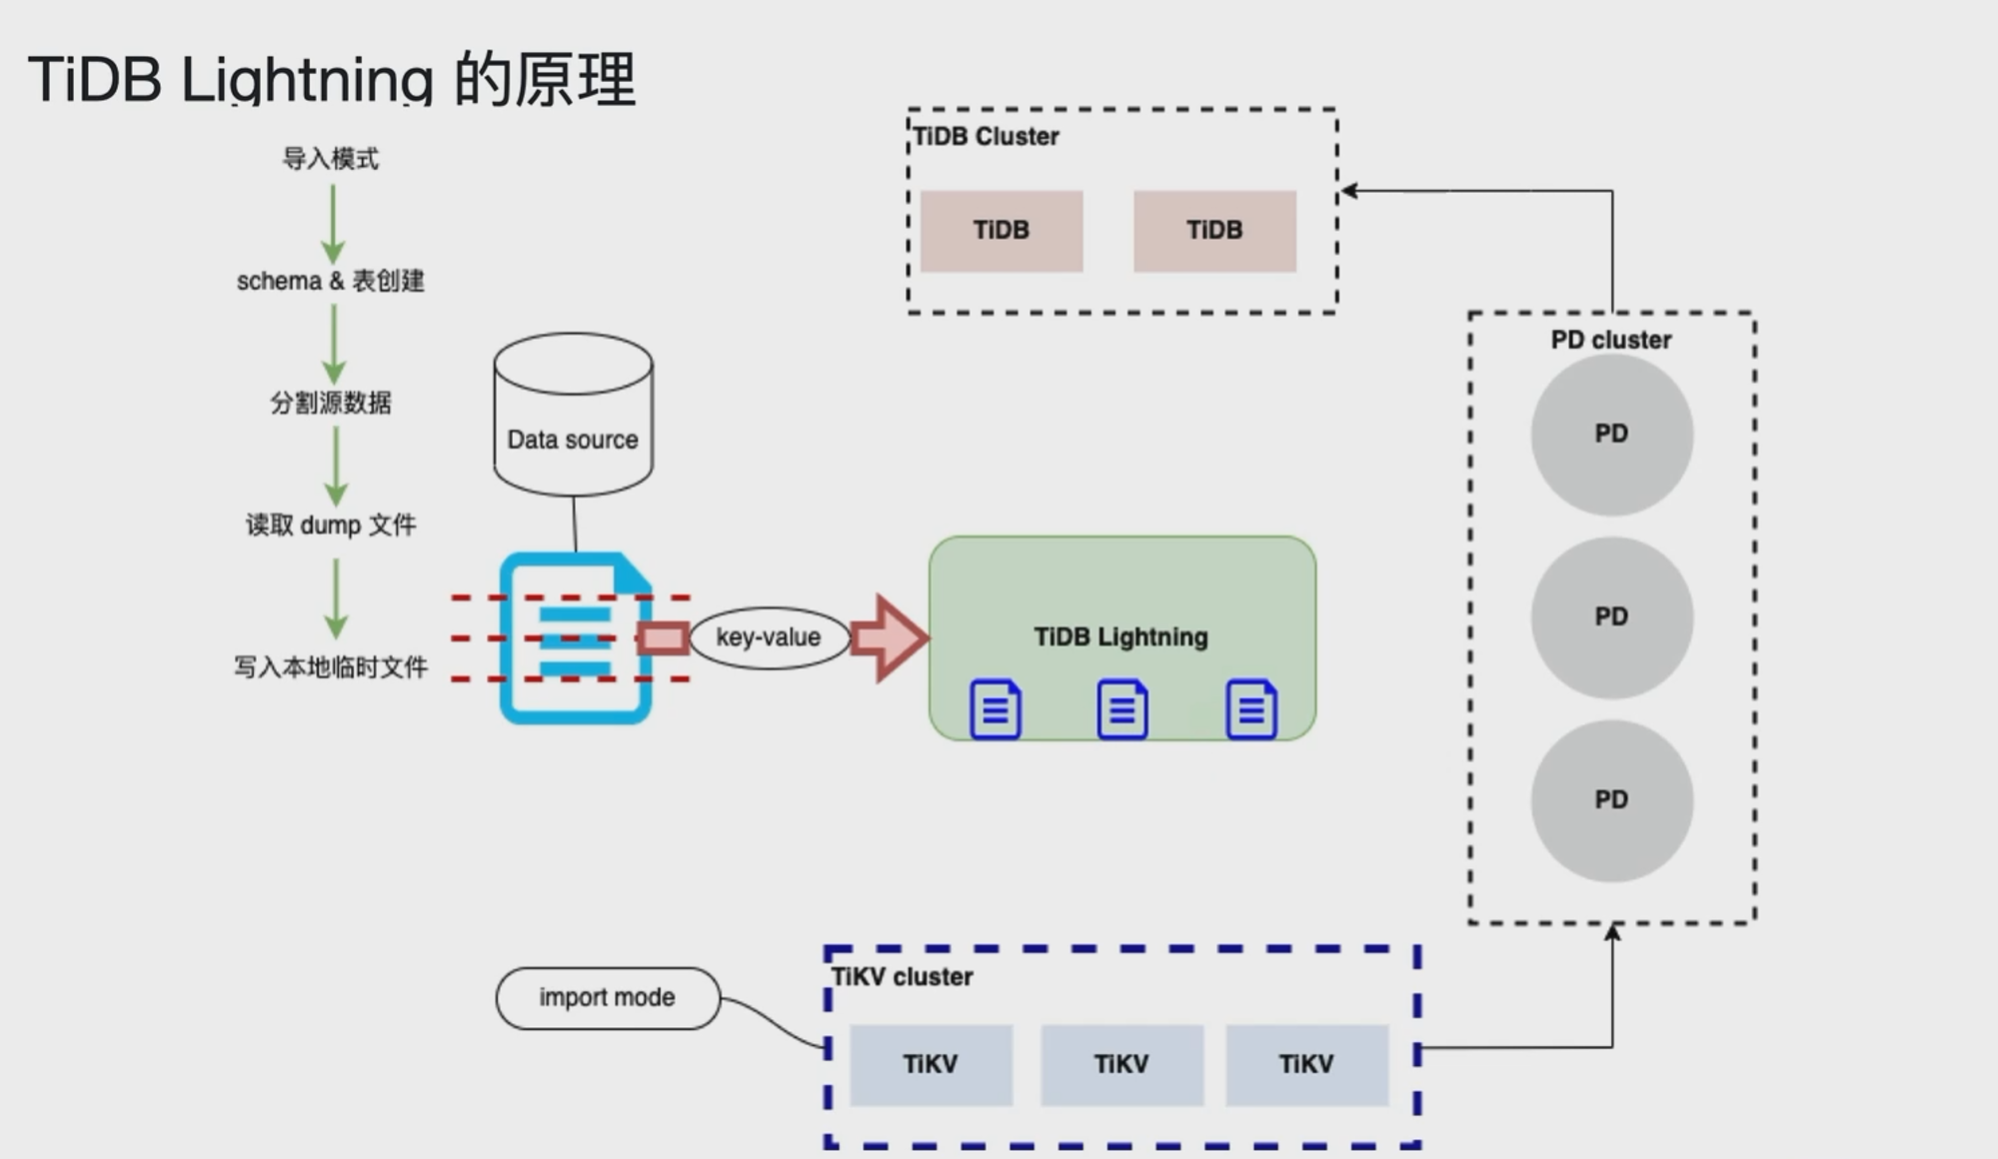 TiDB Lightning 的原理
导入模式
schema & 表创建
分割源数据
读取 dump 文件
写入本地临时文件
Data source
key-value
TiDB Cluster
TiDB
TiDB
TiDB Lightning
PD cluster
PD
PD
PD
import mode
TiKV cluster
TiKV
TiKV
TiKV